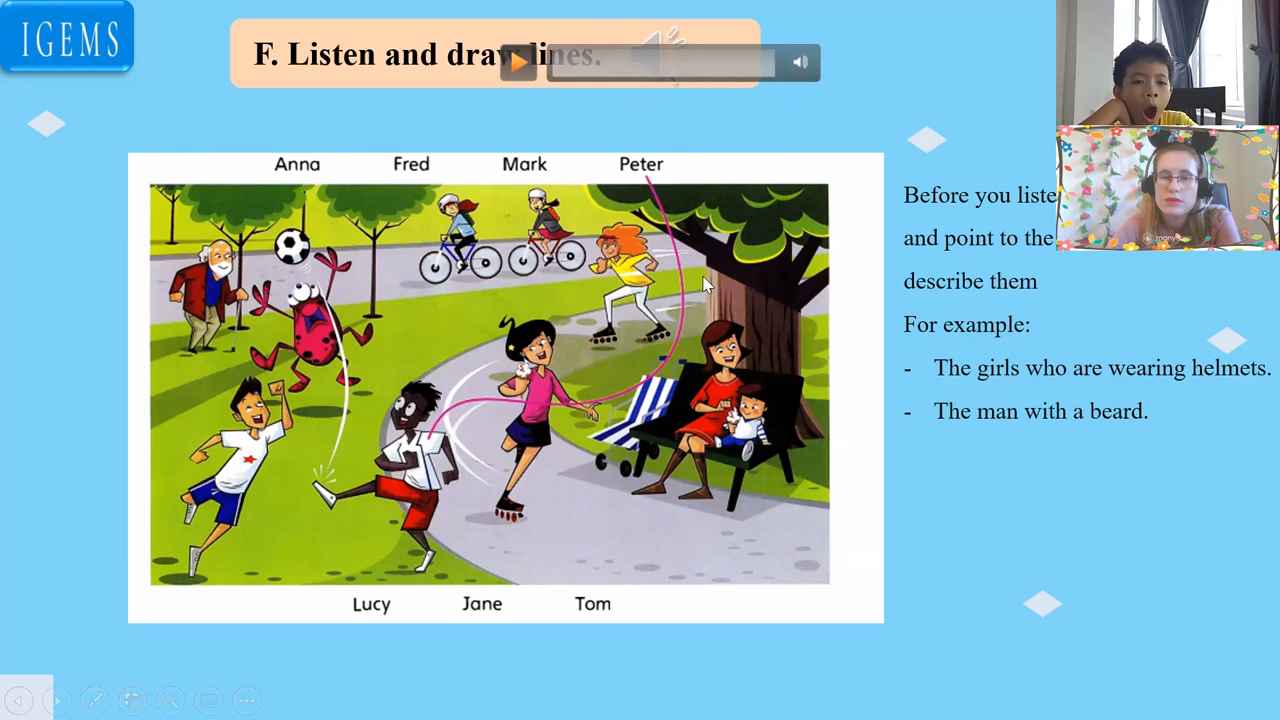 IGEMS
F. Listen and draw lines.
Anna Fred Mark Peter
Before you liste
and point to the
describe them
For example:
- The girls who are wearing helmets.
- The man with a beard.
Lucy Jane Tom